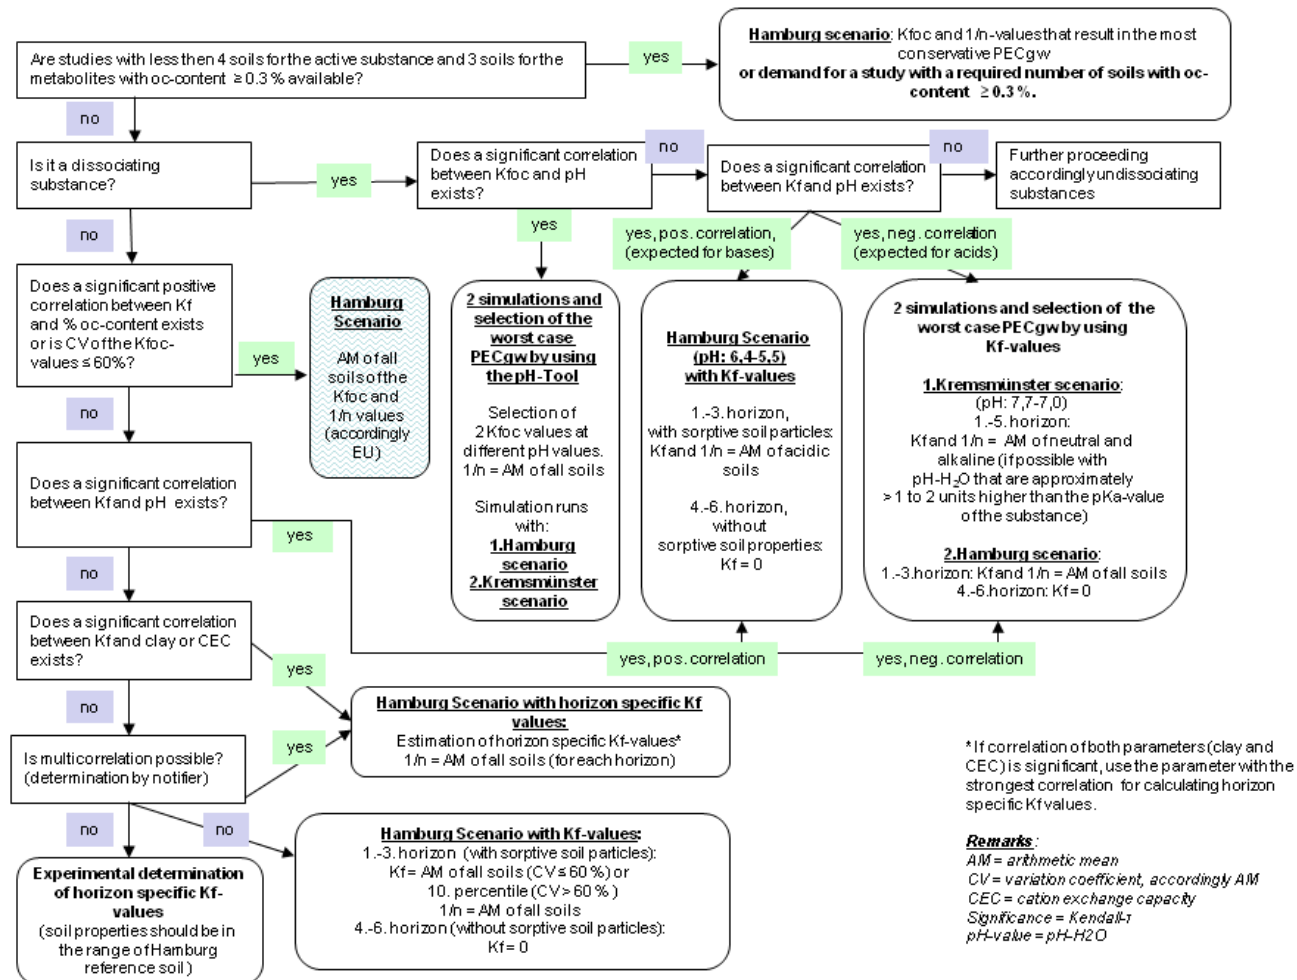 Are studies with less then 4 soils for the active substance and 3 soils for the
metabolites with oc-content ≥ 0.3 % available?
yes
Hamburg scenario: Kfoc and 1/n-values that result in the most
conservative PECgw
or demand for a study with a required number of soils with oc-
content ≥ 0.3 %.
no
Is it a dissociating
substance?
yes
Does a significant correlation
between Kfoc and pH
exists?
no
Does a significant correlation
between Kf and pH exists?
no
Further proceeding
accordingly undissociating
substances
no
yes
yes, pos. correlation,
(expected for bases)
yes, neg. correlation
(expected for acids)
Does a significant positive
correlation between Kf
and % oc-content exists
or is CV of the Kfoc-
values ≤ 60%?
yes
Hamburg
Scenario
AM of all
soils of the
Kfoc and
1/n values
(accordingly
EU)
2 simulations and
selection of the
worst case
PECgw by using
the pH-Tool
Selection of
2 Kfoc values at
different pH values.
1/n = AM of all soils
Simulation runs
with:
1.Hamburg
scenario
2.Kremsmünster
scenario
Hamburg Scenario
(pH: 6,4-5,5)
with Kf-values
1.-3. horizon,
with sorptive soil particles:
Kf and 1/n = AM of acidic
soils
4.-6. horizon,
without
sorptive soil properties:
Kf = 0
2 simulations and selection of the
worst case PECgw by using
Kf-values
1.Kremsmünster scenario:
(pH: 7,7-7,0)
1.-5. horizon:
Kf and 1/n = AM of neutral and
alkaline (if possible with
pH-H2O that are approximately
> 1 to 2 units higher than the pKa-value
of the substance)
2.Hamburg scenario:
1.-3.horizon: Kf and 1/n = AM of all soils
4.-6.horizon: Kf = 0
no
Does a significant correlation
between Kf and pH exists?
yes
yes, pos. correlation
yes, neg. correlation
no
Does a significant correlation
between Kf and clay or CEC
exists?
yes
no
Is multicorrelation possible?
(determination by notifier)
yes
Hamburg Scenario with horizon specific Kf
values:
Estimation of horizon specific Kf-values*
1/n = AM of all soils (for each horizon)
no
no
Experimental determination
of horizon specific Kf-
values
(soil properties should be in
the range of Hamburg
reference soil)
Hamburg Scenario with Kf-values:
1.-3. horizon (with sorptive soil particles):
Kf = AM of all soils (CV ≤ 60 %) or
10. percentile (CV > 60 %)
1/n = AM of all soils
4.-6. horizon (without sorptive soil particles):
Kf = 0
*If correlation of both parameters (clay and
CEC) is significant, use the parameter with the
strongest correlation for calculating horizon
specific Kf values.
Remarks:
AM = arithmetic mean
CV = variation coefficient, accordingly AM
CEC = cation exchange capacity
Significance = Kendall-τ
pH-value = pH-H2O